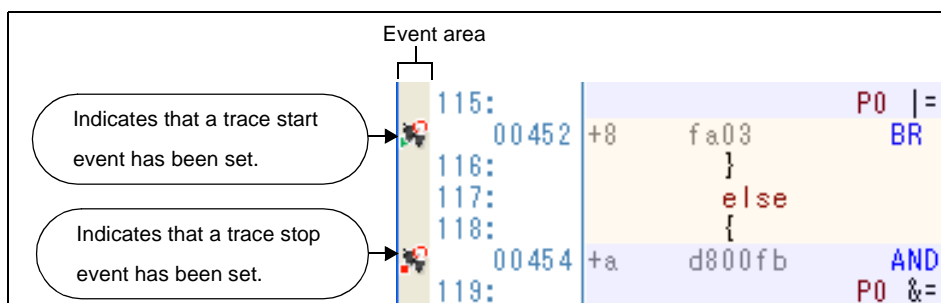 Event area
Indicates that a trace start
event has been set.
Indicates that a trace stop
event has been set.
115: P0 |=
00452 +8 fa03 BR
116: }
117: else
118: {
00454 +a d800fb AND
119: P0 &=